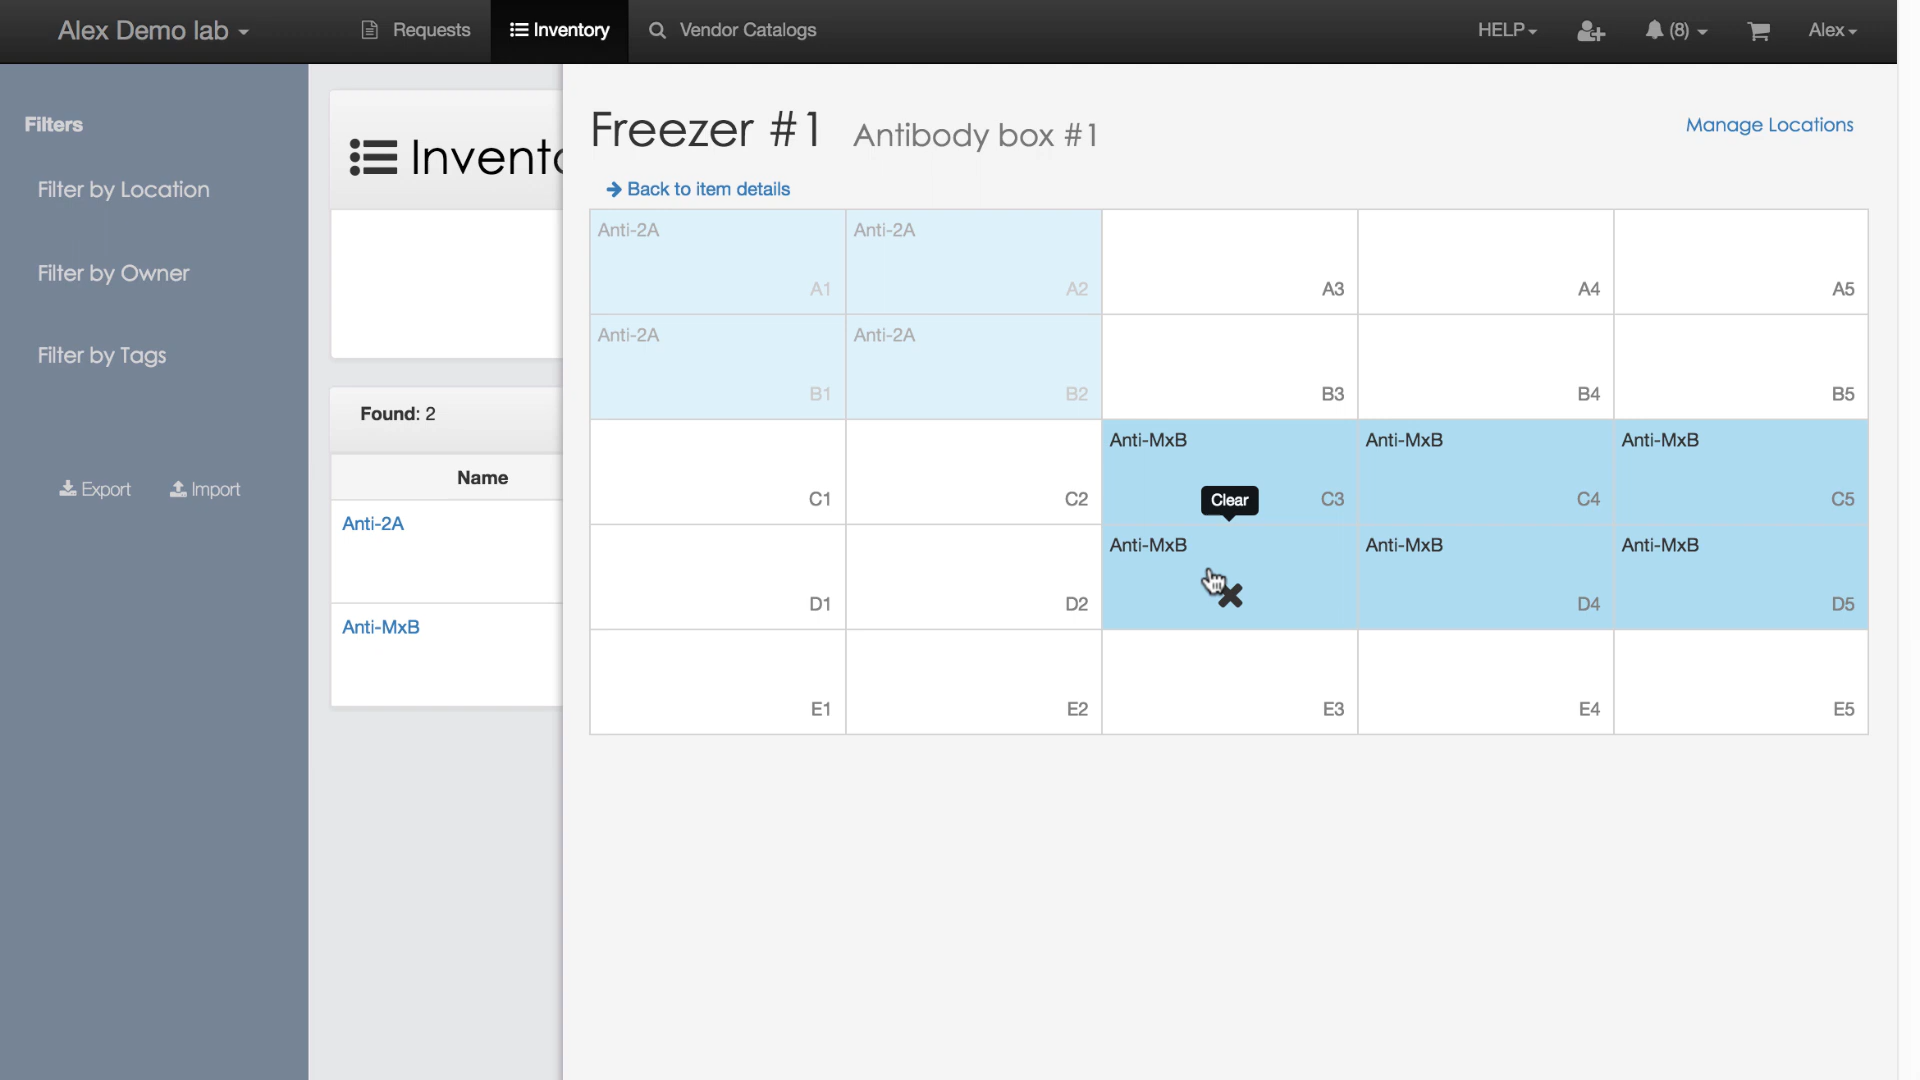 Alex Demo lab
Requests
Inventory
Vendor Catalogs
HELP
(8)
Alex
Filters
Filter by Location
Filter by Owner
Filter by Tags
Export
Import
Invento
Found: 2
Name
Anti-2A
Anti-MxB
Freezer #1 Antibody box #1
Manage Locations
Back to item details
Anti-2A
A1
Anti-2A
A2
A3
A4
A5
Anti-2A
B1
Anti-2A
B2
B3
B4
B5
C1
C2
Anti-MxB
C3
Anti-MxB
C4
Anti-MxB
C5
Clear
D1
D2
Anti-MxB
Anti-MxB
D4
Anti-MxB
D5
E1
E2
E3
E4
E5